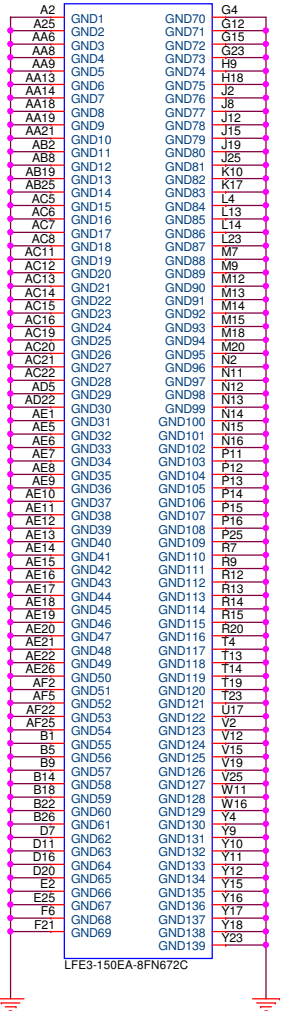 A2 GND1 GND70 G4
A25 GND2 GND71 G12
AA6 GND3 GND72 G15
AA8 GND4 GND73 G23
AA9 GND5 GND74 H9
AA13 GND6 GND75 H18
AA14 GND7 GND76 J2
AA18 GND8 GND77 J8
AA19 GND9 GND78 J12
AA21 GND10 GND79 J15
AB2 GND11 GND80 J19
AB8 GND12 GND81 J25
AB19 GND13 GND82 K10
AB25 GND14 GND83 K17
AC5 GND15 GND84 L4
AC6 GND16 GND85 L13
AC7 GND17 GND86 L14
AC8 GND18 GND87 L23
AC11 GND19 GND88 M7
AC12 GND20 GND89 M9
AC13 GND21 GND90 M12
AC14 GND22 GND91 M13
AC15 GND23 GND92 M14
AC16 GND24 GND93 M15
AC19 GND25 GND94 M18
AC20 GND26 GND95 M20
AC21 GND27 GND96 N2
AC22 GND28 GND97 N11
AD5 GND29 GND98 N12
AD22 GND30 GND99 N13
AE1 GND31 GND100 N14
AE5 GND32 GND101 N15
AE6 GND33 GND102 N16
AE7 GND34 GND103 P11
AE8 GND35 GND104 P12
AE9 GND36 GND105 P13
AE10 GND37 GND106 P14
AE11 GND38 GND107 P15
AE12 GND39 GND108 P16
AE13 GND40 GND109 P25
AE14 GND41 GND110 R7
AE15 GND42 GND111 R9
AE16 GND43 GND112 R12
AE17 GND44 GND113 R13
AE18 GND45 GND114 R14
AE19 GND46 GND115 R15
AE20 GND47 GND116 R20
AE21 GND48 GND117 T4
AE22 GND49 GND118 T13
AE26 GND50 GND119 T14
AF2 GND51 GND120 T19
AF5 GND52 GND121 T23
AF22 GND53 GND122 U17
AF25 GND54 GND123 V2
B1 GND55 GND124 V12
B5 GND56 GND125 V15
B9 GND57 GND126 V19
B14 GND58 GND127 V25
B18 GND59 GND128 W11
B22 GND60 GND129 W16
B26 GND61 GND130 Y4
D7 GND62 GND131 Y9
D11 GND63 GND132 Y10
D16 GND64 GND133 Y11
D20 GND65 GND134 Y12
E2 GND66 GND135 Y15
E25 GND67 GND136 Y16
F6 GND68 GND137 Y17
F21 GND69 GND138 Y18
GND139 Y23
LFE3-150EA-8FN672C